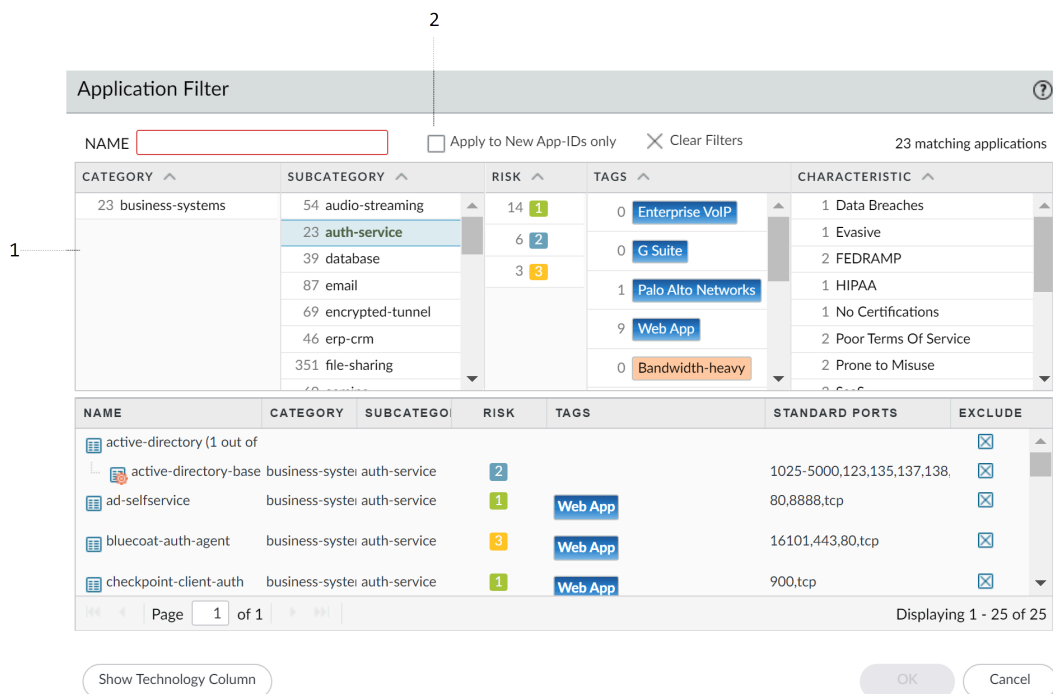 2
Application Filter
?
NAME Apply to New App-IDs only Clear Filters 23 matching applications
CATEGORY SUBCATEGORY RISK TAGS CHARACTERISTIC
1
23 business-systems
54 audio-streaming
23 auth-service
39 database
87 email
69 encrypted-tunnel
46 erp-crm
351 file-sharing
14 1
6 2
3 3
0 Enterprise VoIP
0 G Suite
1 Palo Alto Networks
9 Web App
0 Bandwidth-heavy
1 Data Breaches
1 Evasive
2 FEDRAMP
1 HIPAA
1 No Certifications
2 Poor Terms Of Service
2 Prone to Misuse
NAME CATEGORY SUBCATEGO RISK TAGS STANDARD PORTS EXCLUDE
active-directory (1 out of
active-directory-base business-syste auth-service 2 1025-5000,123,135,137,138,
ad-selfservice business-syste auth-service 1 Web App 80,8888,tcp
bluecoat-auth-agent business-syste auth-service 3 Web App 16101,443,80,tcp
checkpoint-client-auth business-syste auth-service 1 Web App 900,tcp
Page 1 of 1 Displaying 1 - 25 of 25
Show Technology Column OK Cancel